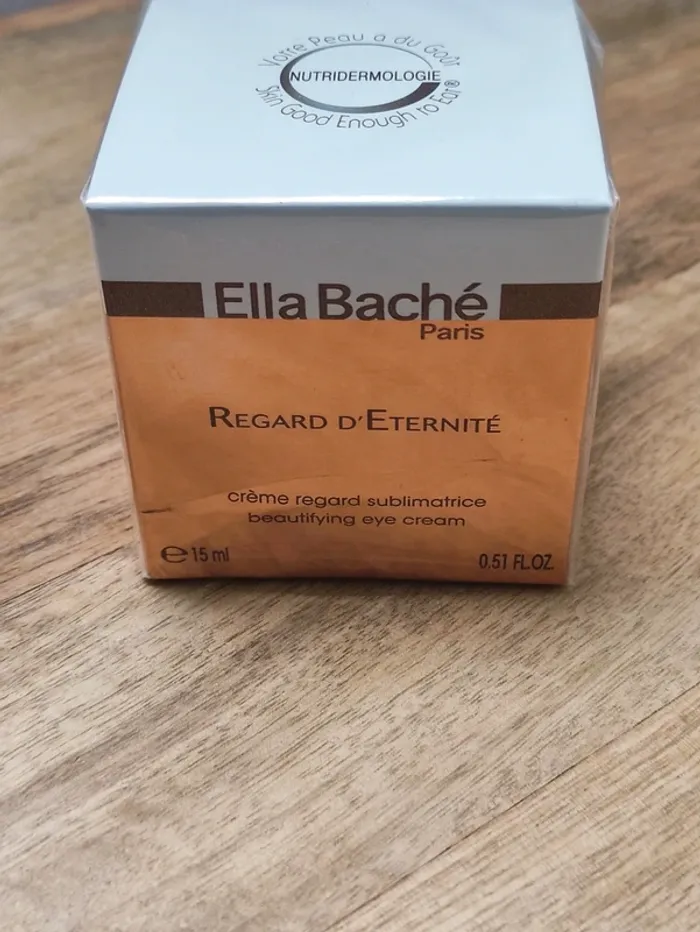 Votre Peau a du Goût
NUTRIDERMOLOGIE
Skin Good Enough to Eat®
Ella Baché
Paris
REGARD D'ETERNITÉ
crème regard sublimatrice
beautifying eye cream
℮ 15 ml
0.51 FL.OZ.